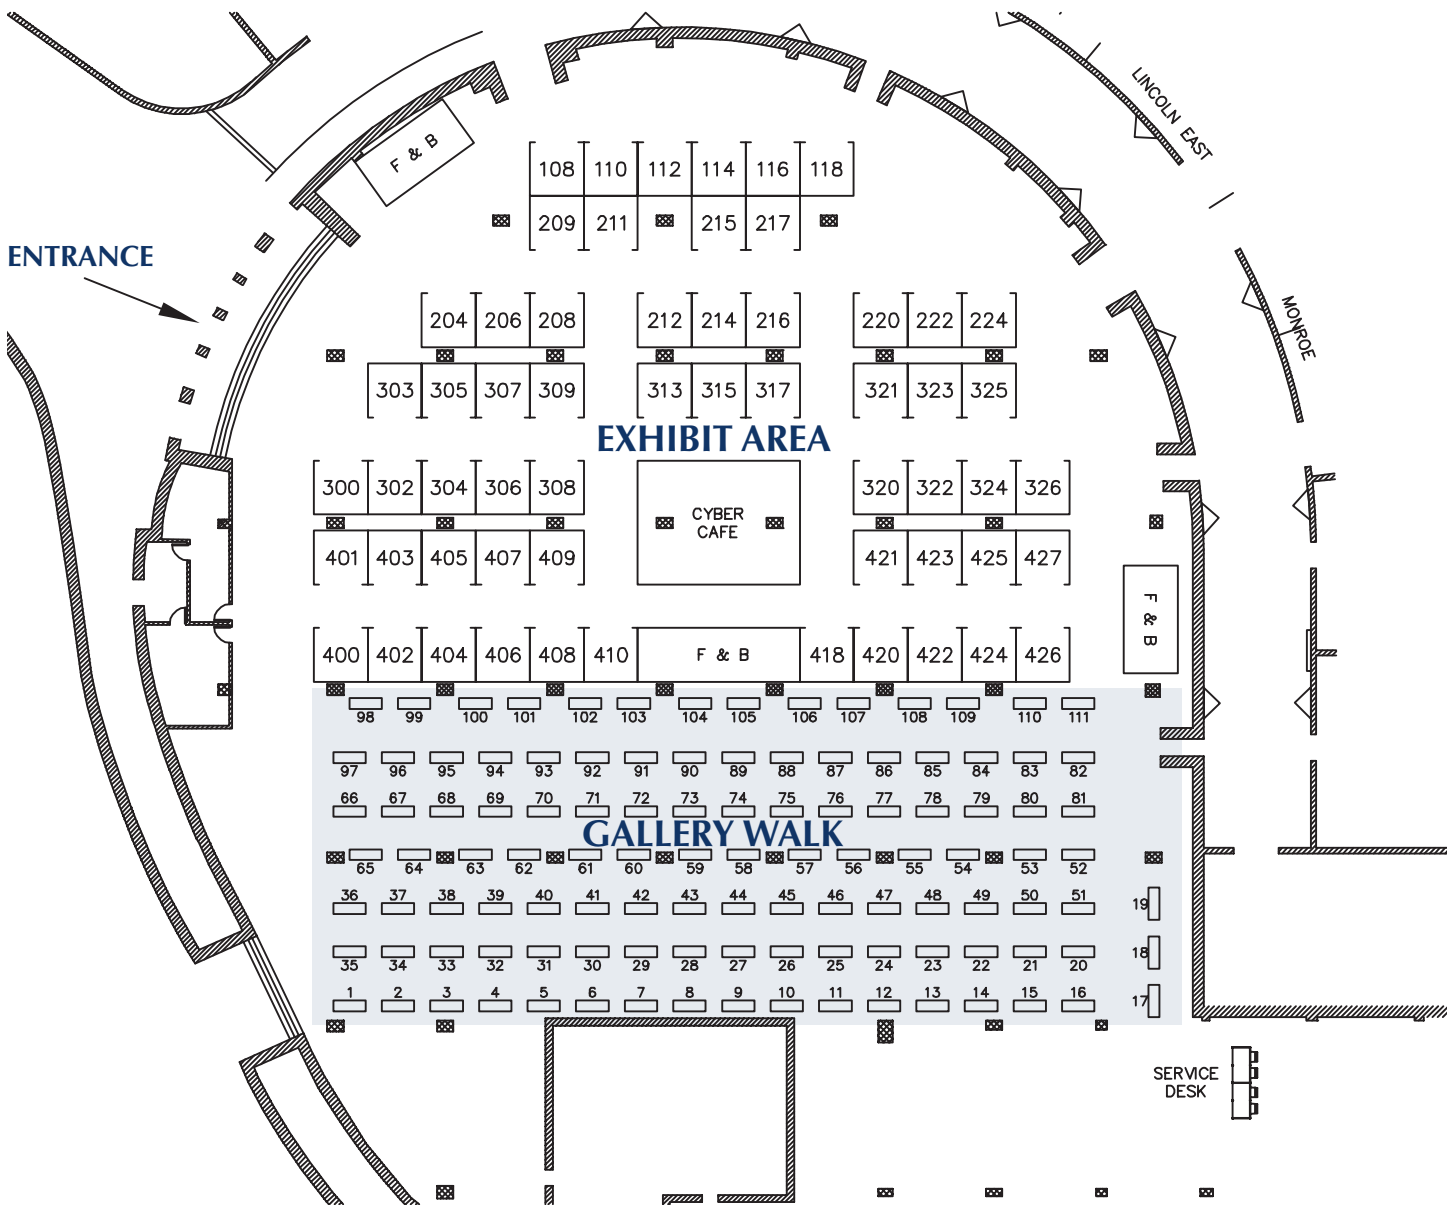 LINCOLN EAST
F & B
108 110 112 114 116 118
209 211 215 217
ENTRANCE
MONROE
204 206 208 212 214 216 220 222 224
303 305 307 309 313 315 317 321 323 325
EXHIBIT AREA
300 302 304 306 308 320 322 324 326
CYBER
CAFE
401 403 405 407 409 421 423 425 427
F & B
400 402 404 406 408 410 F & B 418 420 422 424 426
98 99 100 101 102 103 104 105 106 107 108 109 110 111
97 96 95 94 93 92 91 90 89 88 87 86 85 84 83 82
66 67 68 69 70 71 72 73 74 75 76 77 78 79 80 81
GALLERY WALK
65 64 63 62 61 60 59 58 57 56 55 54 53 52
36 37 38 39 40 41 42 43 44 45 46 47 48 49 50 51
19
18
35 34 33 32 31 30 29 28 27 26 25 24 23 22 21 20
1 2 3 4 5 6 7 8 9 10 11 12 13 14 15 16
17
SERVICE
DESK